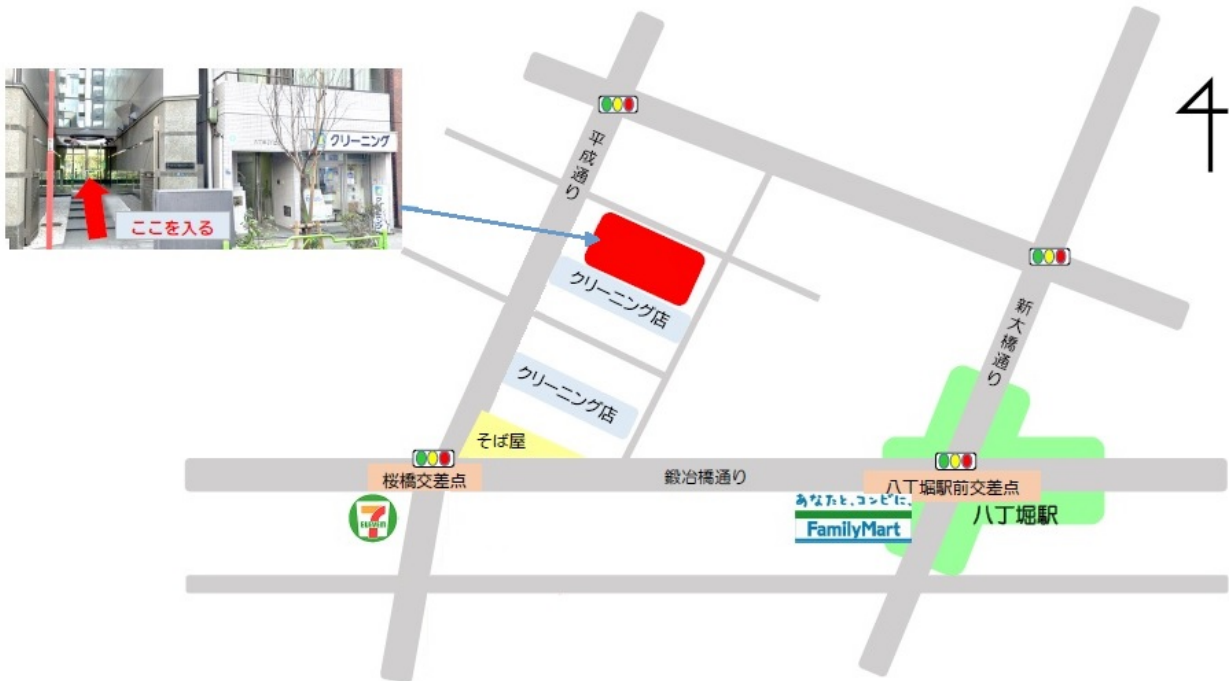 クリーニング
ここを入る
平成通り
クリーニング店
新大橋通り
クリーニング店
そば屋
桜橋交差点
鍛冶橋通り
八丁堀駅前交差点
八丁堀駅
7
ELEVEN
あなたと、コンビに、
FamilyMart